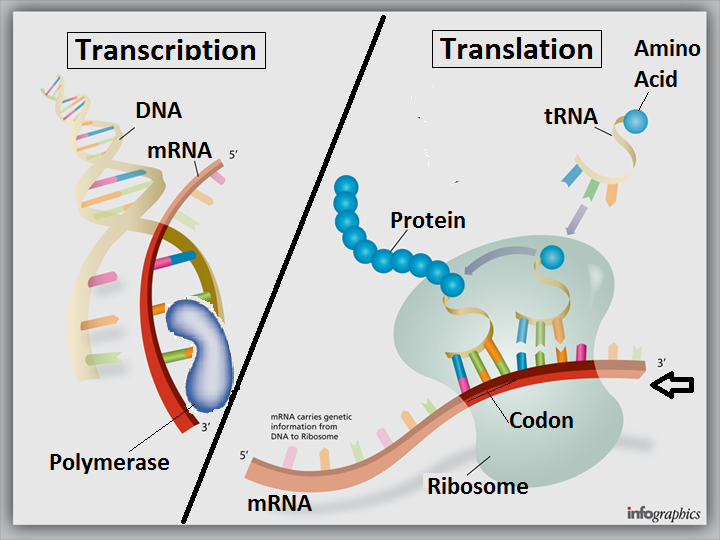 Transcription
DNA
mRNA
5'
3'
Polymerase
Translation
Amino
Acid
tRNA
Protein
3'
Codon
Ribosome
mRNA carries genetic
information from
DNA to Ribosome
5'
mRNA
infographics